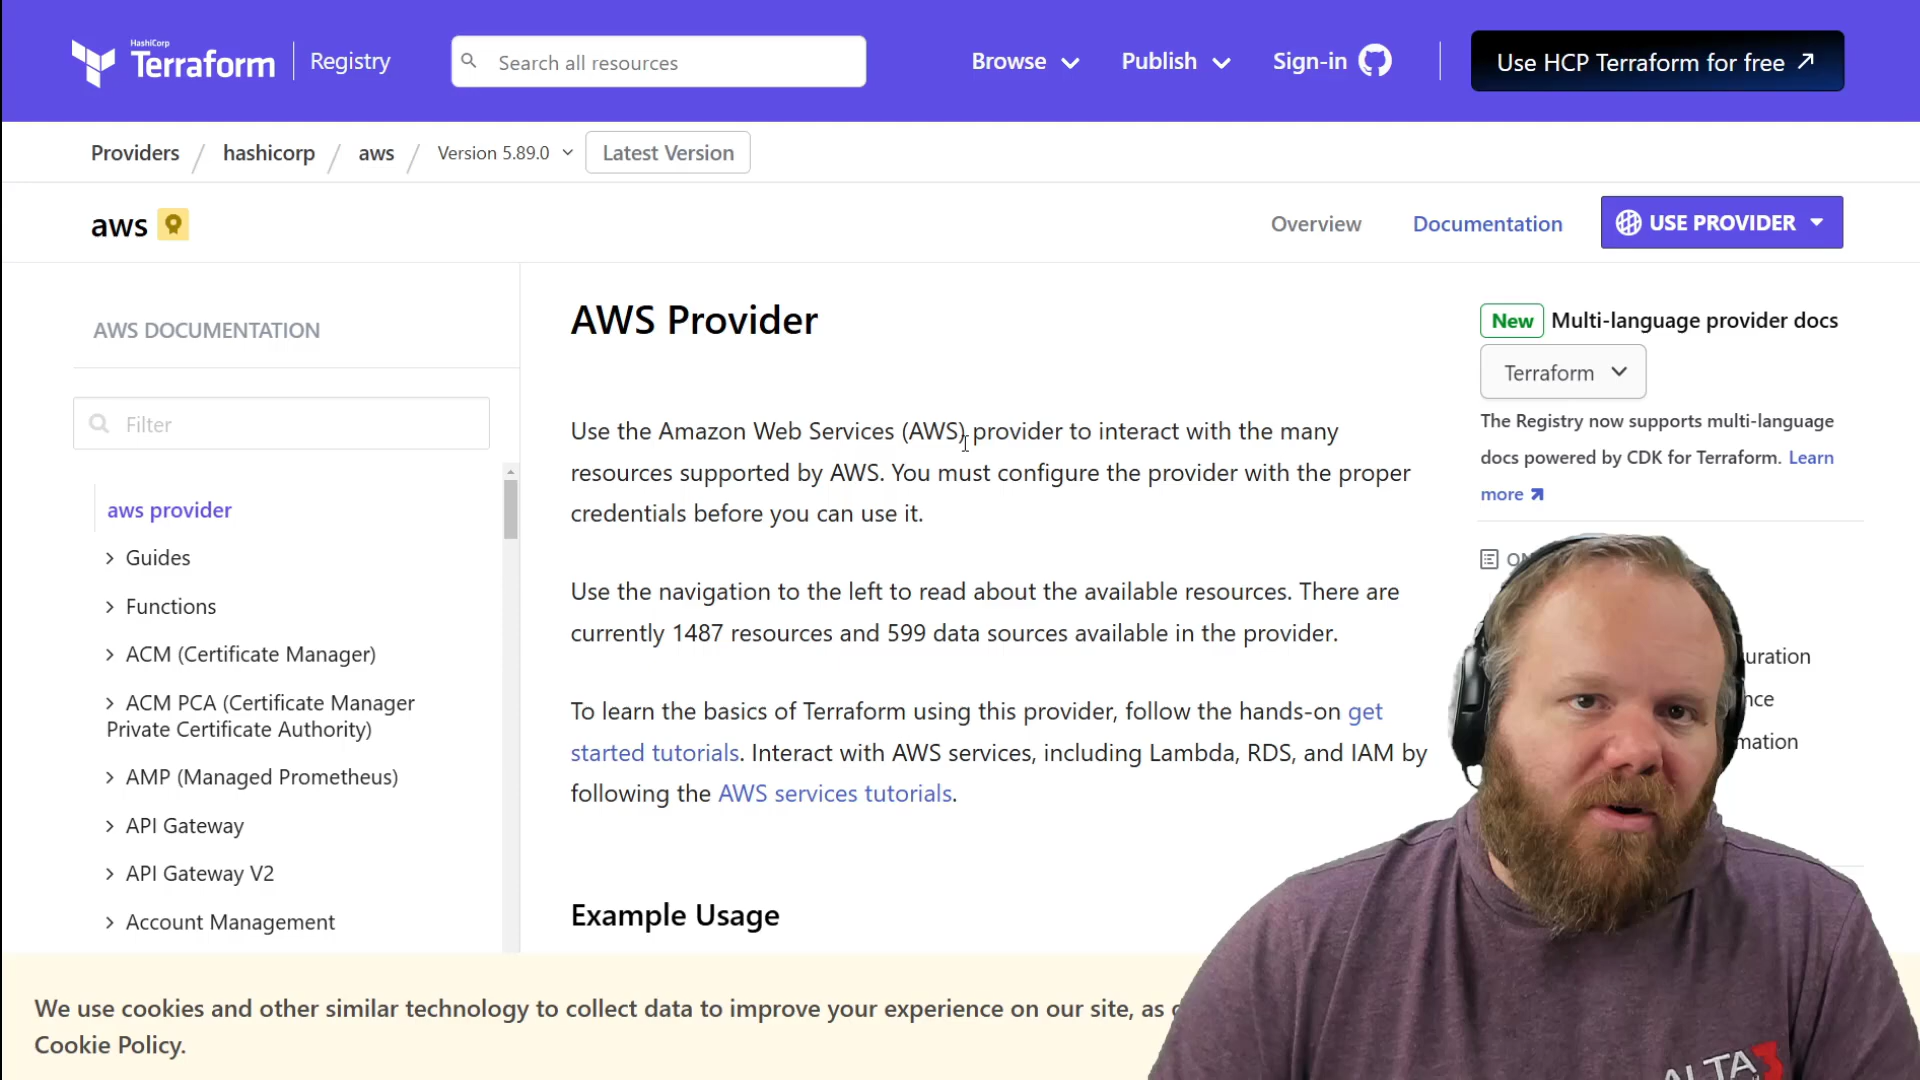 HashiCorp
Terraform
Registry
Search all resources
Browse
Publish
Sign-in
Use HCP Terraform for free
Providers / hashicorp / aws / Version 5.89.0
Latest Version
aws
Overview
Documentation
USE PROVIDER
AWS DOCUMENTATION
Filter
aws provider
Guides
Functions
ACM (Certificate Manager)
ACM PCA (Certificate Manager
Private Certificate Authority)
AMP (Managed Prometheus)
API Gateway
API Gateway V2
Account Management
AWS Provider
Use the Amazon Web Services (AWS) provider to interact with the many
resources supported by AWS. You must configure the provider with the proper
credentials before you can use it.
Use the navigation to the left to read about the available resources. There are
currently 1487 resources and 599 data sources available in the provider.
To learn the basics of Terraform using this provider, follow the hands-on get
started tutorials. Interact with AWS services, including Lambda, RDS, and IAM by
following the AWS services tutorials.
Example Usage
New Multi-language provider docs
Terraform
The Registry now supports multi-language
docs powered by CDK for Terraform. Learn
more
We use cookies and other similar technology to collect data to improve your experience on our site, as
Cookie Policy.
ALTA3